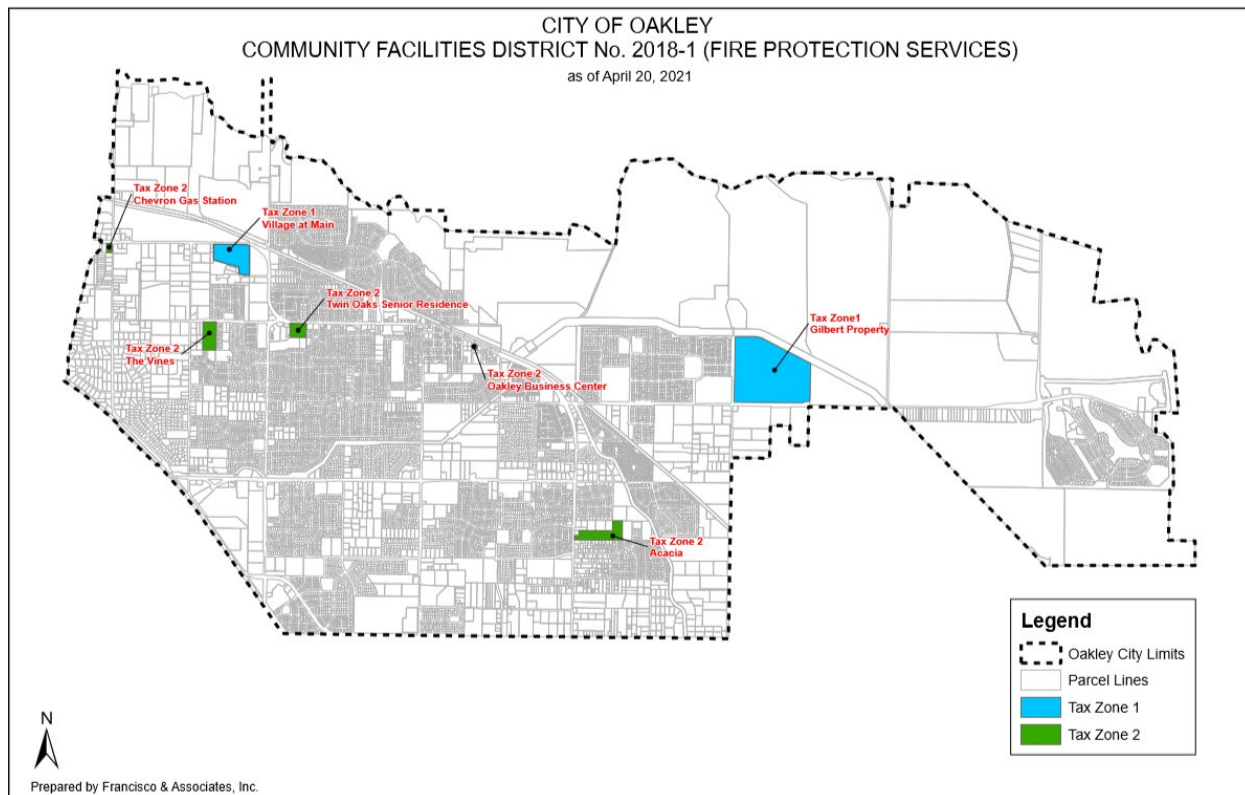 CITY OF OAKLEY
COMMUNITY FACILITIES DISTRICT No. 2018-1 (FIRE PROTECTION SERVICES)
as of April 20, 2021
Tax Zone 2
Chevron Gas Station
Tax Zone 1
Village at Main
Tax Zone 2
Twin Oaks Senior Residence
Tax Zone1
Gilbert Property
Tax Zone 2
The Vines
Tax Zone 2
Oakley Business Center
Tax Zone 2
Acacia
Legend
Oakley City Limits
Parcel Lines
Tax Zone 1
Tax Zone 2
N
Prepared by Francisco & Associates, Inc.